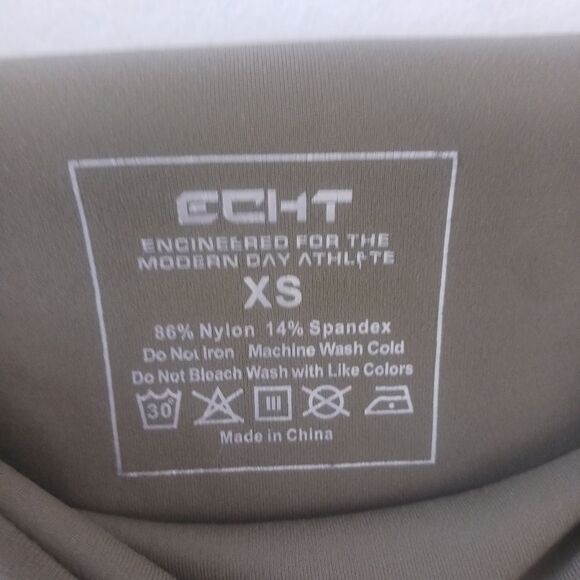 ECHT
ENGINEERED FOR THE
MODERN DAY ATHLETE
XS
86% Nylon 14% Spandex
Do Not Iron Machine Wash Cold
Do Not Bleach Wash with Like Colors
30°
Made in China